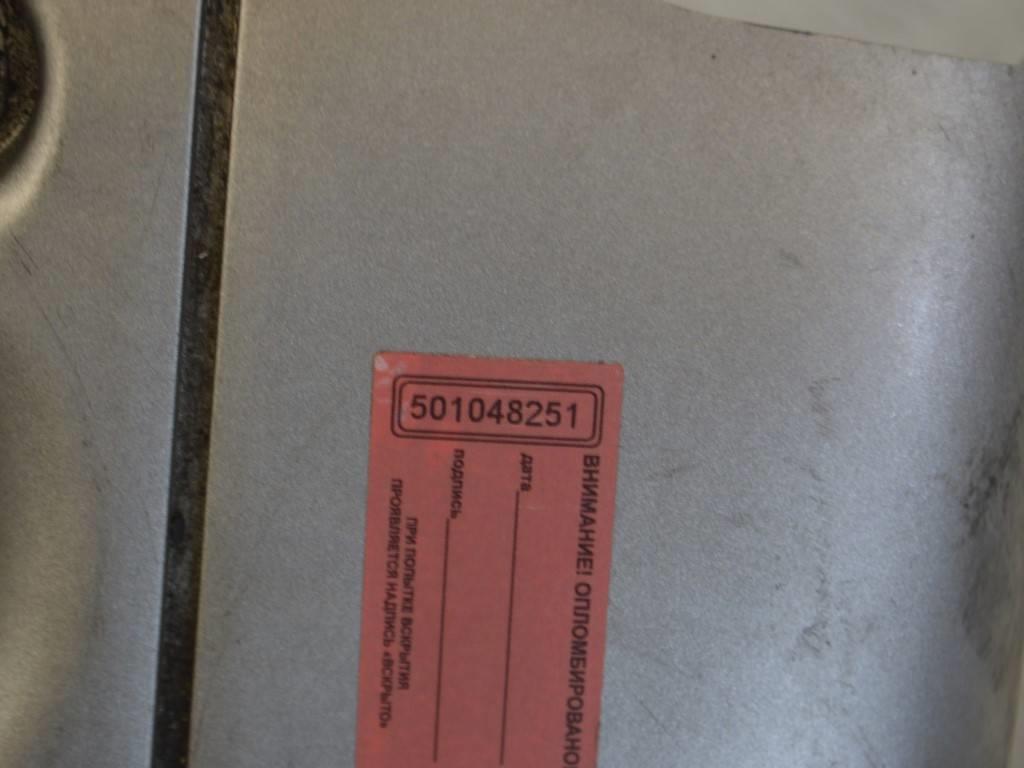 501048251
ВНИМАНИЕ! ОПЛОМБИРОВАНО!
дата
подпись
ПРИ ПОПЫТКЕ ВСКРЫТИЯ
ПРОЯВЛЯЕТСЯ НАДПИСЬ «ВСКРЫТО»